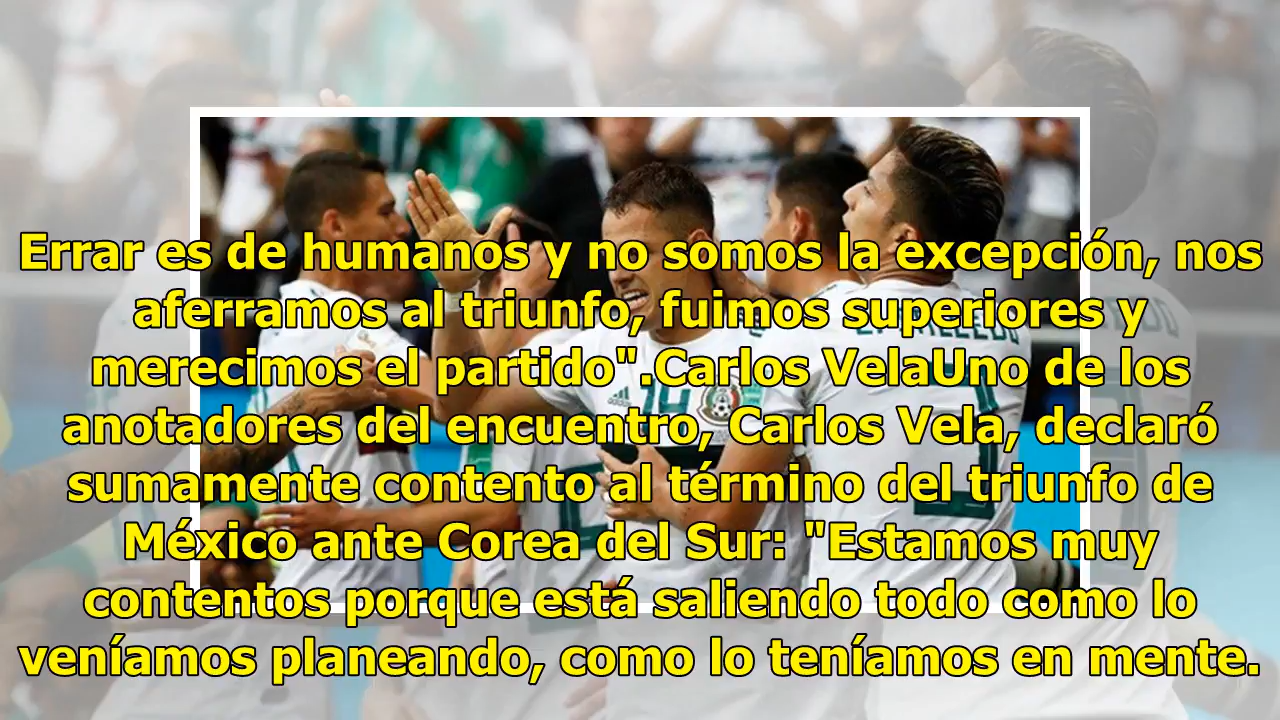 Errar es de humanos y no somos la excepción, nos
aferramos al triunfo, fuimos superiores y
merecimos el partido".Carlos VelaUno de los
anotadores del encuentro, Carlos Vela, declaró
sumamente contento al término del triunfo de
México ante Corea del Sur: "Estamos muy
contentos porque está saliendo todo como lo
veníamos planeando, como lo teníamos en mente.
adidas
14